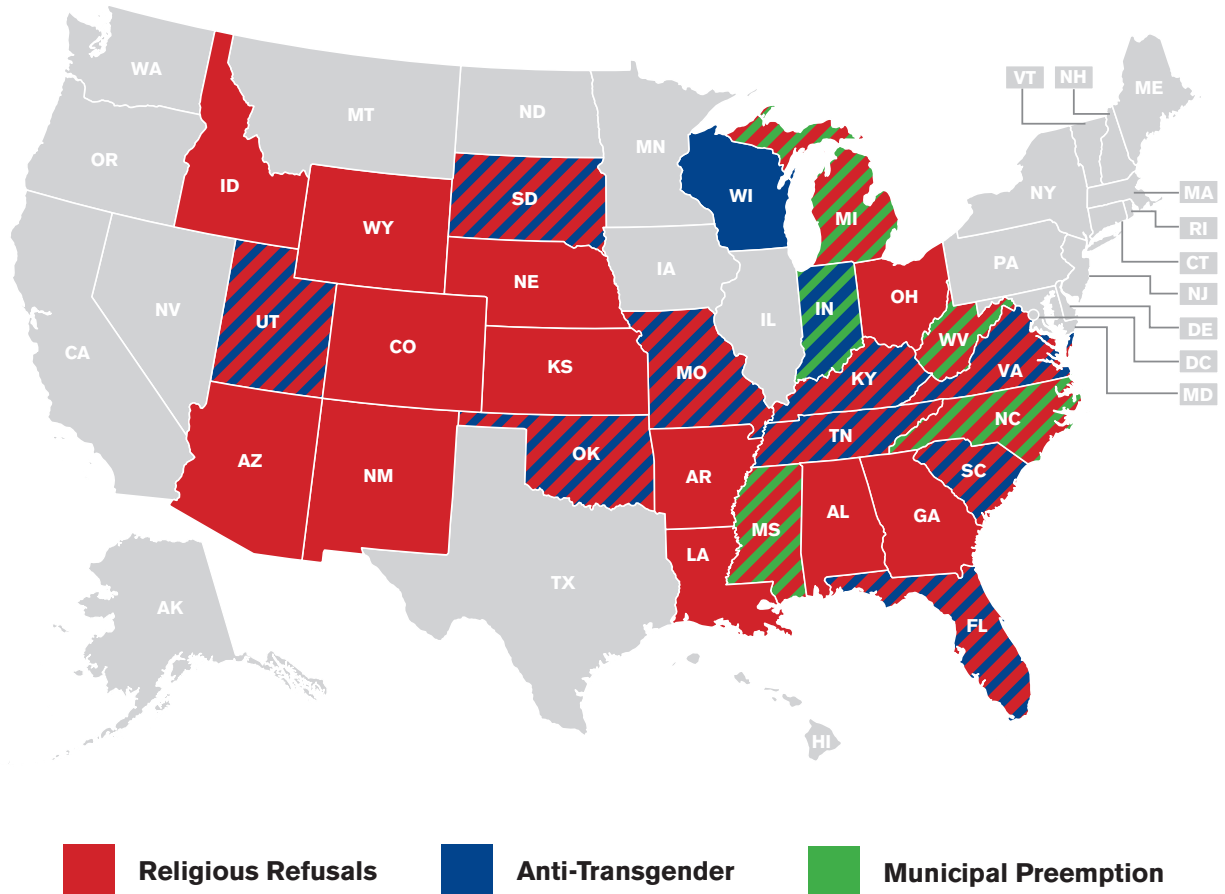 WA
MT
ND
MN
VT
NH
ME
OR
ID
SD
WI
MI
NY
MA
RI
WY
CT
IA
PA
NE
NJ
OH
NV
IL
IN
DE
UT
WV
CA
CO
DC
KS
MO
KY
VA
MD
NC
TN
OK
AZ
NM
AR
SC
AL
GA
MS
LA
TX
AK
FL
HI
Religious Refusals
Anti-Transgender
Municipal Preemption